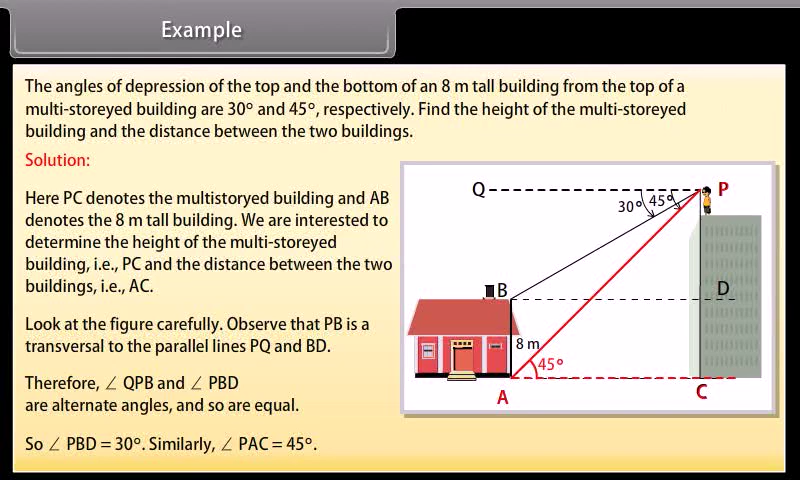 Example
The angles of depression of the top and the bottom of an 8 m tall building from the top of a
multi-storeyed building are 30° and 45°, respectively. Find the height of the multi-storeyed
building and the distance between the two buildings.
Solution:
Here PC denotes the multistoryed building and AB
denotes the 8 m tall building. We are interested to
determine the height of the multi-storeyed
building, i.e., PC and the distance between the two
buildings, i.e., AC.
Look at the figure carefully. Observe that PB is a
transversal to the parallel lines PQ and BD.
Therefore, ∠ QPB and ∠ PBD
are alternate angles, and so are equal.
So ∠ PBD = 30°. Similarly, ∠ PAC = 45°.
Q
P
30°
45°
B
D
8 m
45°
A
C